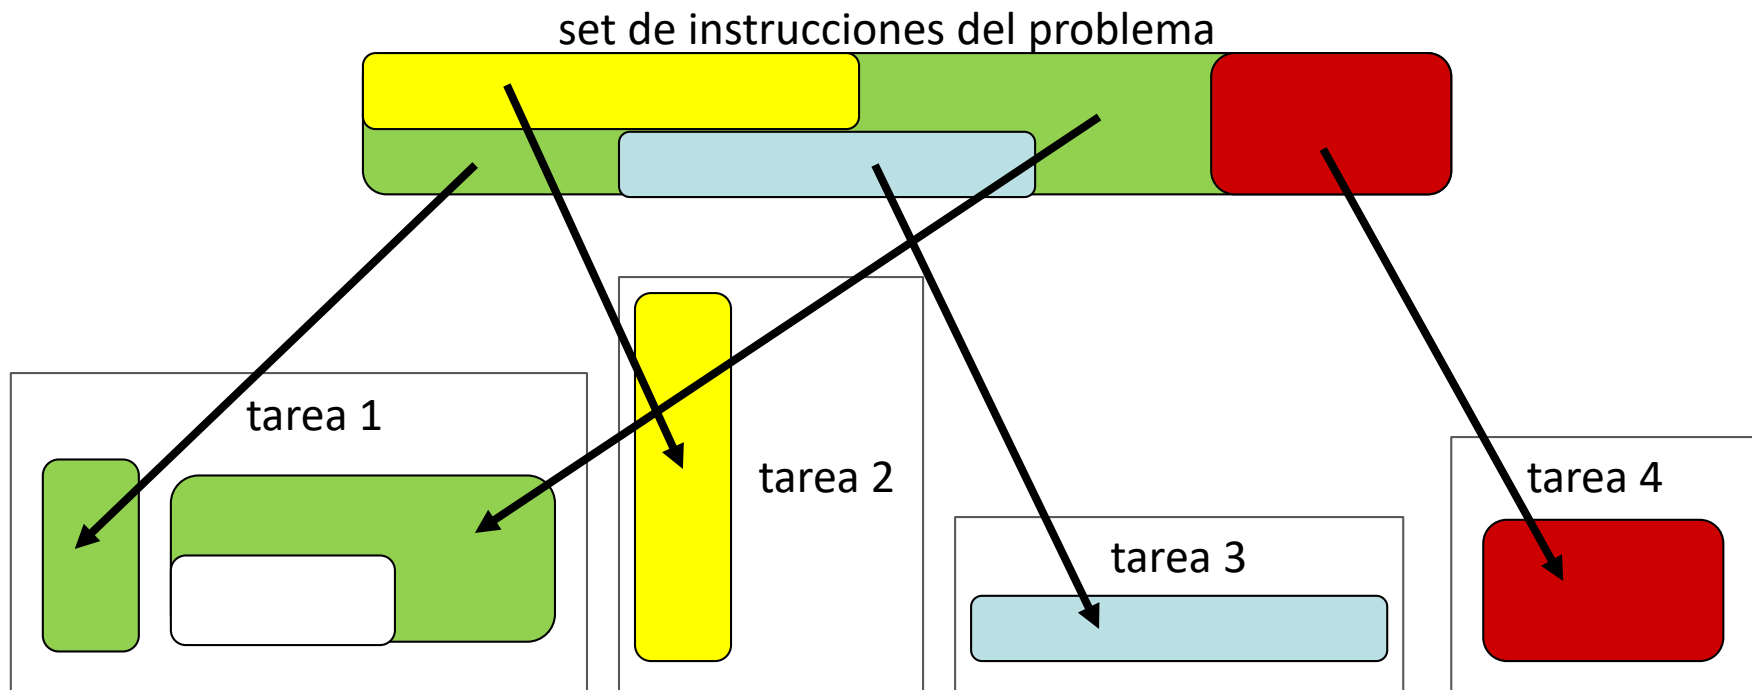 set de instrucciones del problema
tarea 1
tarea 2
tarea 3
tarea 4